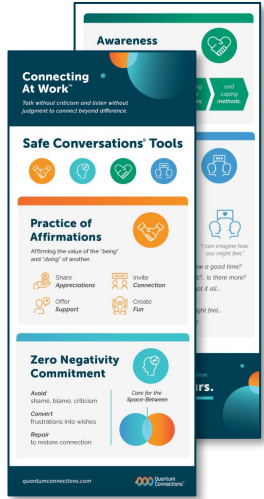 Connecting
At Work™
Talk without criticism and listen without
judgment to connect beyond difference.
Safe Conversations® Tools
Practice of
Affirmations
Affirming the value of the "being"
and "doing" of another.
Share
Appreciations
Invite
Connection
Offer
Support
Create
Fun
Zero Negativity
Commitment
Avoid
shame, blame, criticism
Convert
frustrations into wishes
Repair
to restore connection
Care for the
Space-Between
quantumconnections.com
Quantum
Connections™
Awareness
and
coping
methods.
"I can imagine how
you might feel."
a good time?
is there more?
it all...
ght feel...
rs.